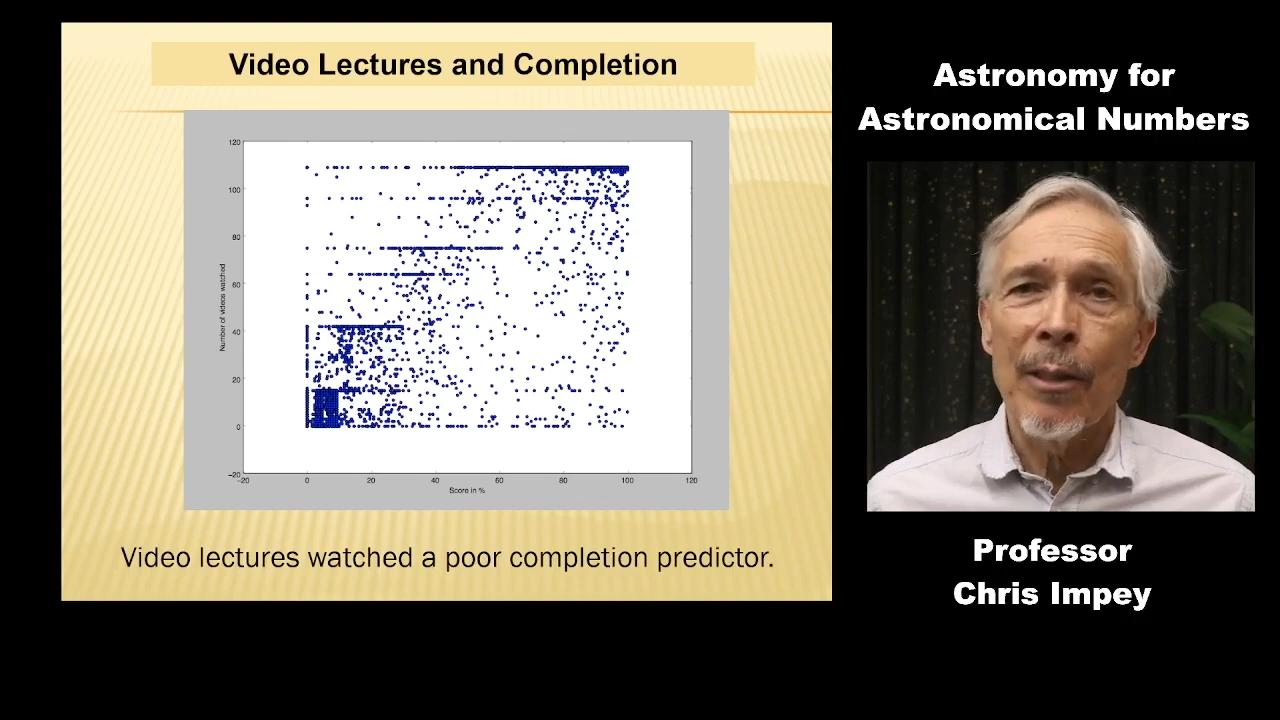 Video Lectures and Completion
120
100
80
60
40
20
0
-20
Number of videos watched
-20 0 20 40 60 80 100 120
Score in %
Video lectures watched a poor completion predictor.
Astronomy for
Astronomical Numbers
Professor
Chris Impey